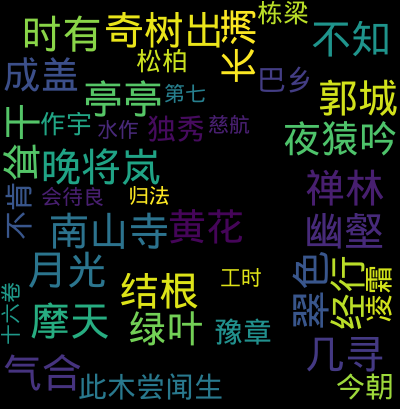 时有
奇树出
长满
栋梁
不知
松柏
成盖
巴乡
亭亭
第七
郭城
耸干
作宇
水作
独秀
慈航
夜猿吟
晚将岚
会待良
归法
禅林
不肯
南山寺
黄花
幽壑
月光
翠色
经行
凌霜
结根
工时
十六卷
摩天
绿叶
豫章
气合
几寻
此木尝闻生
今朝